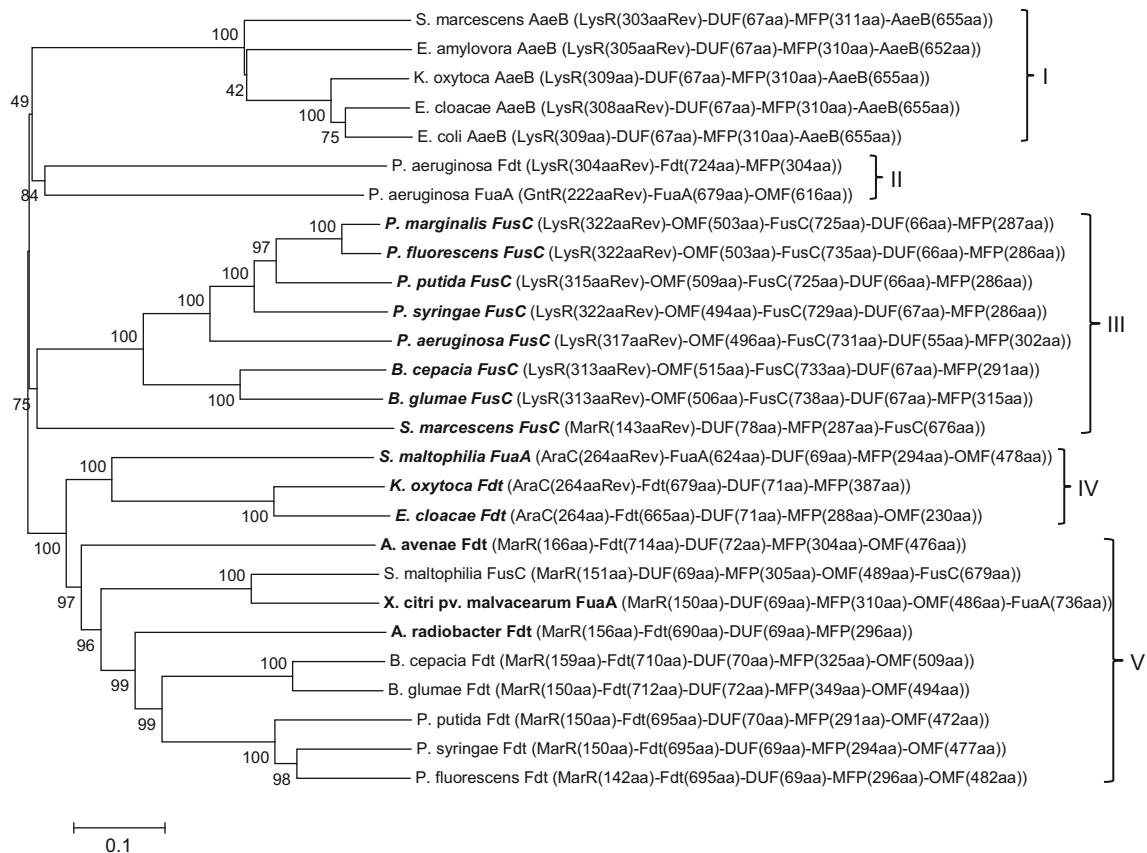 S. marcescens AaeB (LysR(303aaRev)-DUF(67aa)-MFP(311aa)-AaeB(655aa))
100
E. amylovora AaeB (LysR(305aaRev)-DUF(67aa)-MFP(310aa)-AaeB(652aa))
K. oxytoca AaeB (LysR(309aa)-DUF(67aa)-MFP(310aa)-AaeB(655aa))
I
42
49
E. cloacae AaeB (LysR(308aaRev)-DUF(67aa)-MFP(310aa)-AaeB(655aa))
100
75
E. coli AaeB (LysR(309aa)-DUF(67aa)-MFP(310aa)-AaeB(655aa))
P. aeruginosa Fdt (LysR(304aaRev)-Fdt(724aa)-MFP(304aa))
II
84
P. aeruginosa FuaA (GntR(222aaRev)-FuaA(679aa)-OMF(616aa))
P. marginalis FusC (LysR(322aaRev)-OMF(503aa)-FusC(725aa)-DUF(66aa)-MFP(287aa))
100
97
P. fluorescens FusC (LysR(322aaRev)-OMF(503aa)-FusC(735aa)-DUF(66aa)-MFP(286aa))
100
P. putida FusC (LysR(315aaRev)-OMF(509aa)-FusC(725aa)-DUF(66aa)-MFP(286aa))
100
P. syringae FusC (LysR(322aaRev)-OMF(494aa)-FusC(729aa)-DUF(67aa)-MFP(286aa))
III
100
P. aeruginosa FusC (LysR(317aaRev)-OMF(496aa)-FusC(731aa)-DUF(55aa)-MFP(302aa))
B. cepacia FusC (LysR(313aaRev)-OMF(515aa)-FusC(733aa)-DUF(67aa)-MFP(291aa))
100
B. glumae FusC (LysR(313aaRev)-OMF(506aa)-FusC(738aa)-DUF(67aa)-MFP(315aa))
75
S. marcescens FusC (MarR(143aaRev)-DUF(78aa)-MFP(287aa)-FusC(676aa))
S. maltophilia FuaA (AraC(264aaRev)-FuaA(624aa)-DUF(69aa)-MFP(294aa)-OMF(478aa))
100
K. oxytoca Fdt (AraC(264aaRev)-Fdt(679aa)-DUF(71aa)-MFP(387aa))
IV
100
E. cloacae Fdt (AraC(264aa)-Fdt(665aa)-DUF(71aa)-MFP(288aa)-OMF(230aa))
100
A. avenae Fdt (MarR(166aa)-Fdt(714aa)-DUF(72aa)-MFP(304aa)-OMF(476aa))
S. maltophilia FusC (MarR(151aa)-DUF(69aa)-MFP(305aa)-OMF(489aa)-FusC(679aa))
100
97
X. citri pv. malvacearum FuaA (MarR(150aa)-DUF(69aa)-MFP(310aa)-OMF(486aa)-FuaA(736aa))
A. radiobacter Fdt (MarR(156aa)-Fdt(690aa)-DUF(69aa)-MFP(296aa))
96
B. cepacia Fdt (MarR(159aa)-Fdt(710aa)-DUF(70aa)-MFP(325aa)-OMF(509aa))
V
100
99
B. glumae Fdt (MarR(150aa)-Fdt(712aa)-DUF(72aa)-MFP(349aa)-OMF(494aa))
P. putida Fdt (MarR(150aa)-Fdt(695aa)-DUF(70aa)-MFP(291aa)-OMF(472aa))
99
P. syringae Fdt (MarR(150aa)-Fdt(695aa)-DUF(69aa)-MFP(294aa)-OMF(477aa))
100
98
P. fluorescens Fdt (MarR(142aa)-Fdt(695aa)-DUF(69aa)-MFP(296aa)-OMF(482aa))
0.1